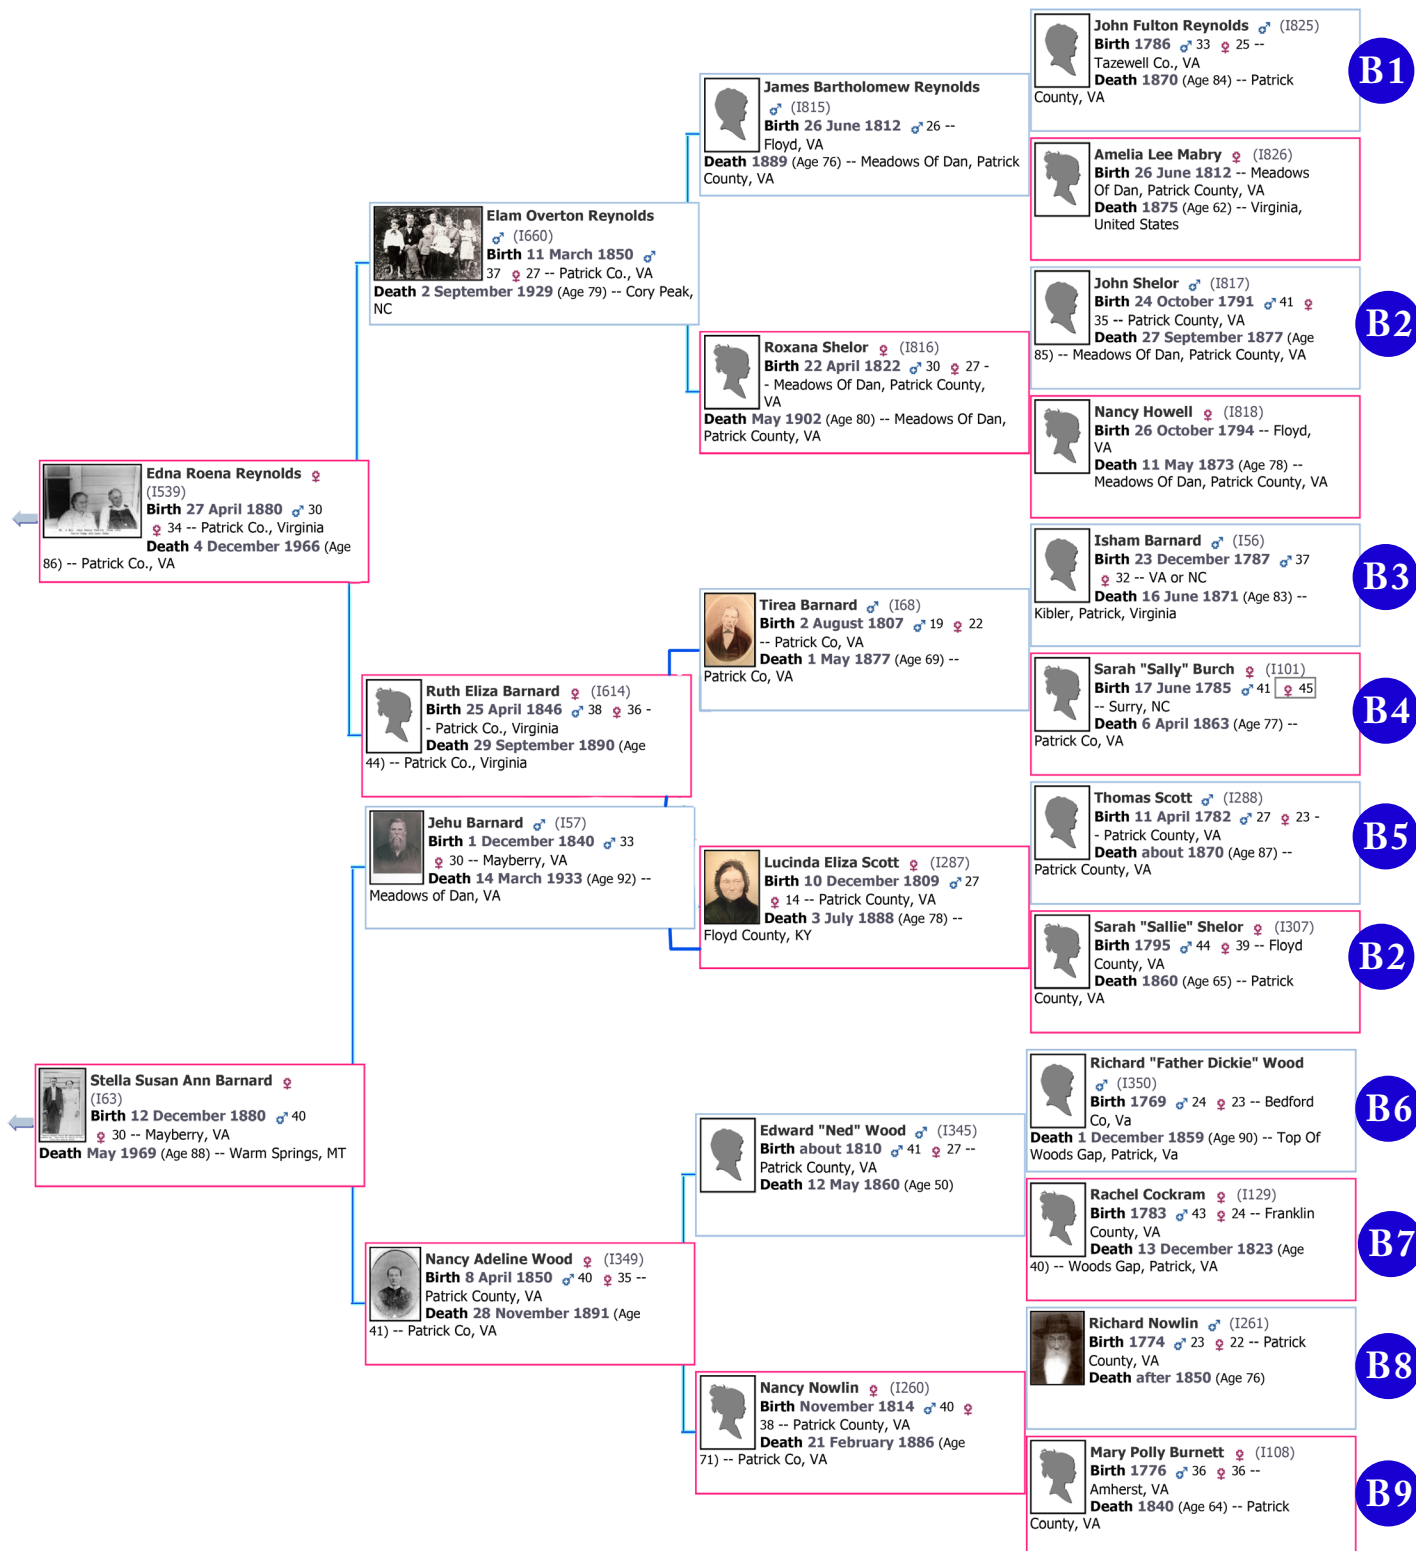 John Fulton Reynolds ♂ (I825)
Birth 1786 ♂ 33 ♀ 25 --
Tazewell Co., VA
Death 1870 (Age 84) -- Patrick
County, VA
B1
James Bartholomew Reynolds
♂ (I815)
Birth 26 June 1812 ♂ 26 --
Floyd, VA
Death 1889 (Age 76) -- Meadows Of Dan, Patrick
County, VA
Amelia Lee Mabry ♀ (I826)
Birth 26 June 1812 -- Meadows
Of Dan, Patrick County, VA
Death 1875 (Age 62) -- Virginia,
United States
Elam Overton Reynolds
♂ (I660)
Birth 11 March 1850 ♂
37 ♀ 27 -- Patrick Co., VA
Death 2 September 1929 (Age 79) -- Cory Peak,
NC
John Shelor ♂ (I817)
Birth 24 October 1791 ♂ 41 ♀
35 -- Patrick County, VA
Death 27 September 1877 (Age
85) -- Meadows Of Dan, Patrick County, VA
B2
Roxana Shelor ♀ (I816)
Birth 22 April 1822 ♂ 30 ♀ 27 -
- Meadows Of Dan, Patrick County,
VA
Death May 1902 (Age 80) -- Meadows Of Dan,
Patrick County, VA
Nancy Howell ♀ (I818)
Birth 26 October 1794 -- Floyd,
VA
Death 11 May 1873 (Age 78) --
Meadows Of Dan, Patrick County, VA
Edna Roena Reynolds ♀
(I539)
Birth 27 April 1880 ♂ 30
♀ 34 -- Patrick Co., Virginia
Death 4 December 1966 (Age
86) -- Patrick Co., VA
Isham Barnard ♂ (I56)
Birth 23 December 1787 ♂ 37
♀ 32 -- VA or NC
Death 16 June 1871 (Age 83) --
Kibler, Patrick, Virginia
B3
Tirea Barnard ♂ (I68)
Birth 2 August 1807 ♂ 19 ♀ 22
-- Patrick Co, VA
Death 1 May 1877 (Age 69) --
Patrick Co, VA
Sarah "Sally" Burch ♀ (I101)
Birth 17 June 1785 ♂ 41 ♀ 45
-- Surry, NC
Death 6 April 1863 (Age 77) --
Patrick Co, VA
B4
Ruth Eliza Barnard ♀ (I614)
Birth 25 April 1846 ♂ 38 ♀ 36 -
- Patrick Co., Virginia
Death 29 September 1890 (Age
44) -- Patrick Co., Virginia
Thomas Scott ♂ (I288)
Birth 11 April 1782 ♂ 27 ♀ 23 -
- Patrick County, VA
Death about 1870 (Age 87) --
Patrick County, VA
B5
Jehu Barnard ♂ (I57)
Birth 1 December 1840 ♂ 33
♀ 30 -- Mayberry, VA
Death 14 March 1933 (Age 92) --
Meadows of Dan, VA
Lucinda Eliza Scott ♀ (I287)
Birth 10 December 1809 ♂ 27
♀ 14 -- Patrick County, VA
Death 3 July 1888 (Age 78) --
Floyd County, KY
Sarah "Sallie" Shelor ♀ (I307)
Birth 1795 ♂ 44 ♀ 39 -- Floyd
County, VA
Death 1860 (Age 65) -- Patrick
County, VA
B2
Stella Susan Ann Barnard ♀
(I63)
Birth 12 December 1880 ♂ 40
♀ 30 -- Mayberry, VA
Death May 1969 (Age 88) -- Warm Springs, MT
Richard "Father Dickie" Wood
♂ (I350)
Birth 1769 ♂ 24 ♀ 23 -- Bedford
Co, Va
Death 1 December 1859 (Age 90) -- Top Of
Woods Gap, Patrick, Va
B6
Edward "Ned" Wood ♂ (I345)
Birth about 1810 ♂ 41 ♀ 27 --
Patrick County, VA
Death 12 May 1860 (Age 50)
Rachel Cockram ♀ (I129)
Birth 1783 ♂ 43 ♀ 24 -- Franklin
County, VA
Death 13 December 1823 (Age
40) -- Woods Gap, Patrick, VA
B7
Nancy Adeline Wood ♀ (I349)
Birth 8 April 1850 ♂ 40 ♀ 35 --
Patrick County, VA
Death 28 November 1891 (Age
41) -- Patrick Co, VA
Richard Nowlin ♂ (I261)
Birth 1774 ♂ 23 ♀ 22 -- Patrick
County, VA
Death after 1850 (Age 76)
B8
Nancy Nowlin ♀ (I260)
Birth November 1814 ♂ 40 ♀
38 -- Patrick County, VA
Death 21 February 1886 (Age
71) -- Patrick Co, VA
Mary Polly Burnett ♀ (I108)
Birth 1776 ♂ 36 ♀ 36 --
Amherst, VA
Death 1840 (Age 64) -- Patrick
County, VA
B9